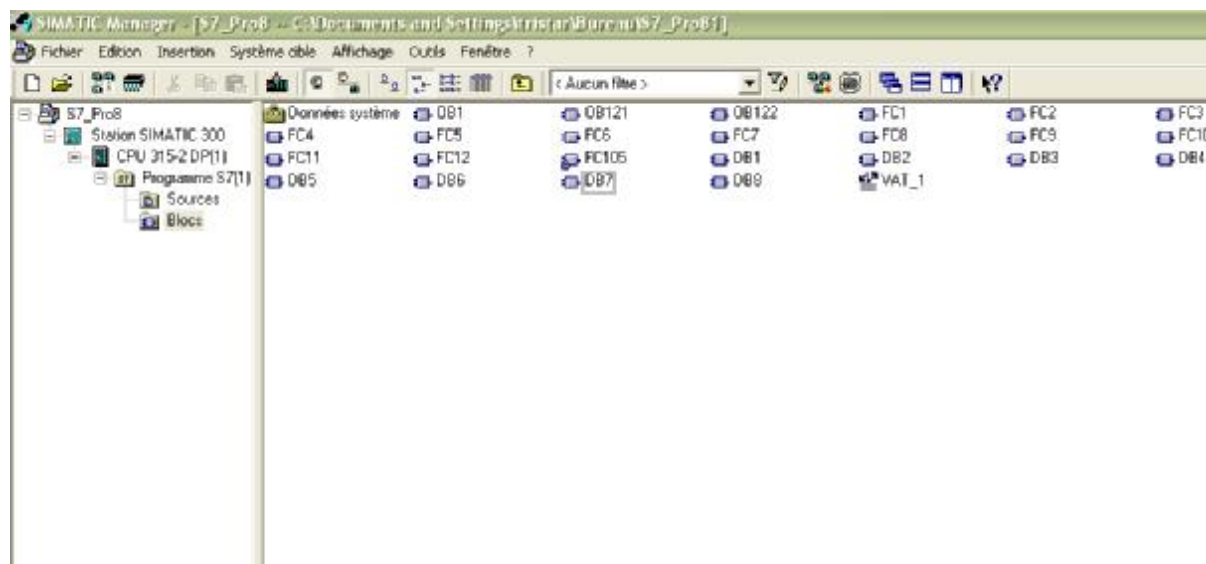 SIMATIC Manager - [S7_Pro8 -- C:\Documents and Settings\tristar\Bureau\S7_Pro81]
Fichier Edition Insertion Système cible Affichage Outils Fenêtre ?
< Aucun filtre >
S7_Pro8
Station SIMATIC 300
CPU 315-2 DP(1)
Programme S7(1)
Sources
Blocs
Données système OB1 OB121 OB122 FC1 FC2 FC3
FC4 FC5 FC6 FC7 FC8 FC9 FC10
FC11 FC12 FC105 DB1 DB2 DB3 DB4
DB5 DB6 DB7 DB8 VAT_1